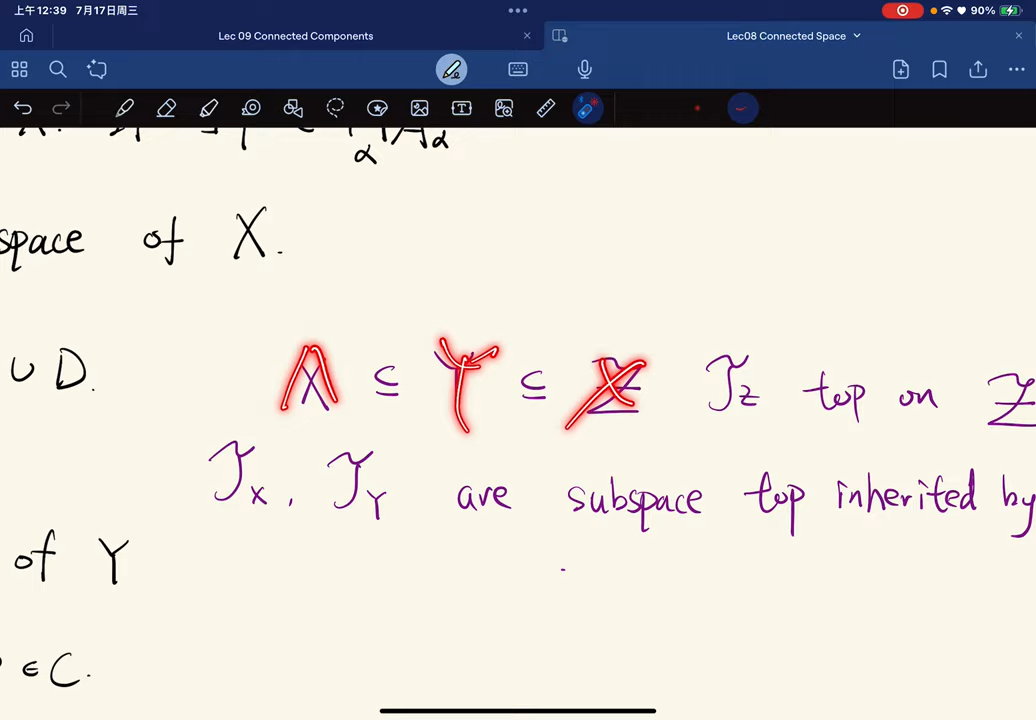 上午12:39 7月17日周三
90%
Lec 09 Connected Components
Lec08 Connected Space
α
space of X.
∪ D.
X ⊆ Y ⊆ Z 𝒯_Z top on Z
𝒯_X, 𝒯_Y are subspace top inherited by
of Y
∈ C.